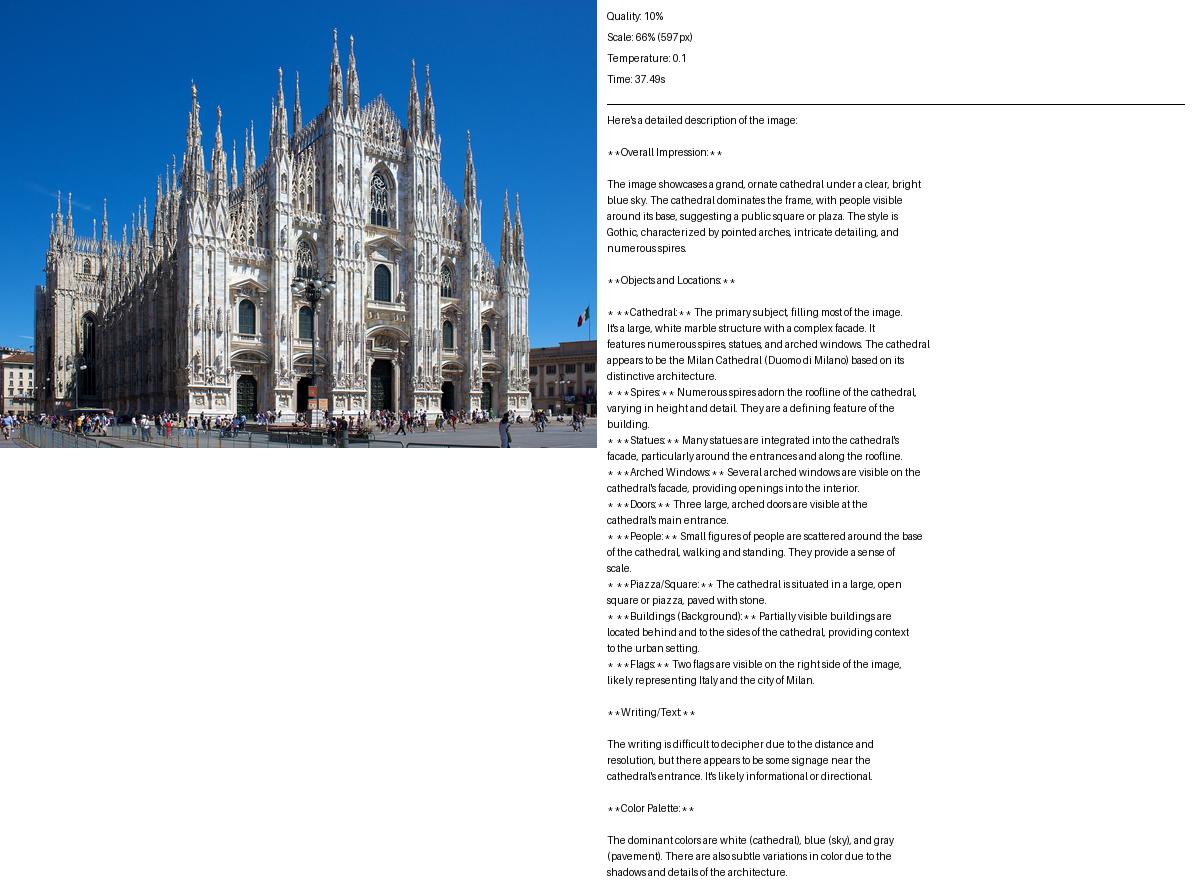 Quality: 10%
Scale: 66% (597px)
Temperature: 0.1
Time: 37.49s
Here's a detailed description of the image:
**Overall Impression:**
The image showcases a grand, ornate cathedral under a clear, bright
blue sky. The cathedral dominates the frame, with people visible
around its base, suggesting a public square or plaza. The style is
Gothic, characterized by pointed arches, intricate detailing, and
numerous spires.
**Objects and Locations:**
* **Cathedral:** The primary subject, filling most of the image.
It's a large, white marble structure with a complex facade. It
features numerous spires, statues, and arched windows. The cathedral
appears to be the Milan Cathedral (Duomo di Milano) based on its
distinctive architecture.
* **Spires:** Numerous spires adorn the roofline of the cathedral,
varying in height and detail. They are a defining feature of the
building.
* **Statues:** Many statues are integrated into the cathedral's
facade, particularly around the entrances and along the roofline.
* **Arched Windows:** Several arched windows are visible on the
cathedral's facade, providing openings into the interior.
* **Doors:** Three large, arched doors are visible at the
cathedral's main entrance.
* **People:** Small figures of people are scattered around the base
of the cathedral, walking and standing. They provide a sense of
scale.
* **Piazza/Square:** The cathedral is situated in a large, open
square or piazza, paved with stone.
* **Buildings (Background):** Partially visible buildings are
located behind and to the sides of the cathedral, providing context
to the urban setting.
* **Flags:** Two flags are visible on the right side of the image,
likely representing Italy and the city of Milan.
**Writing/Text:**
The writing is difficult to decipher due to the distance and
resolution, but there appears to be some signage near the
cathedral's entrance. It's likely informational or directional.
**Color Palette:**
The dominant colors are white (cathedral), blue (sky), and gray
(pavement). There are also subtle variations in color due to the
shadows and details of the architecture.